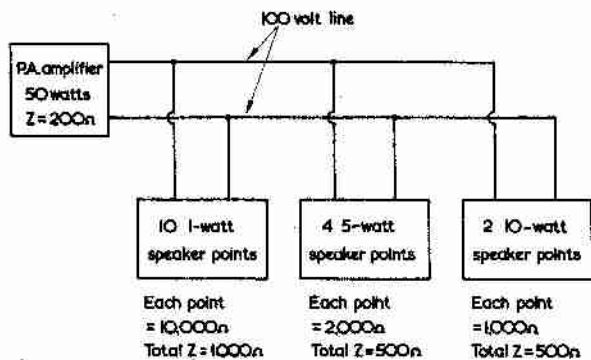 100 volt line
P.A. amplifier
50 watts
Z = 200Ω
10 1-watt
speaker points
4 5-watt
speaker points
2 10-watt
speaker points
Each point
= 10,000Ω
Total Z = 1000Ω
Each point
= 2,000Ω
Total Z = 500Ω
Each point
= 1,000Ω
Total Z = 500Ω